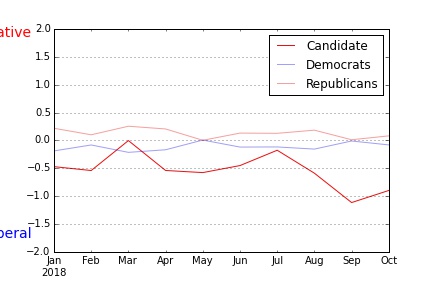 ative
2.0
1.5
1.0
0.5
0.0
−0.5
−1.0
−1.5
−2.0
beral
Candidate
Democrats
Republicans
Jan Feb Mar Apr May Jun Jul Aug Sep Oct
2018